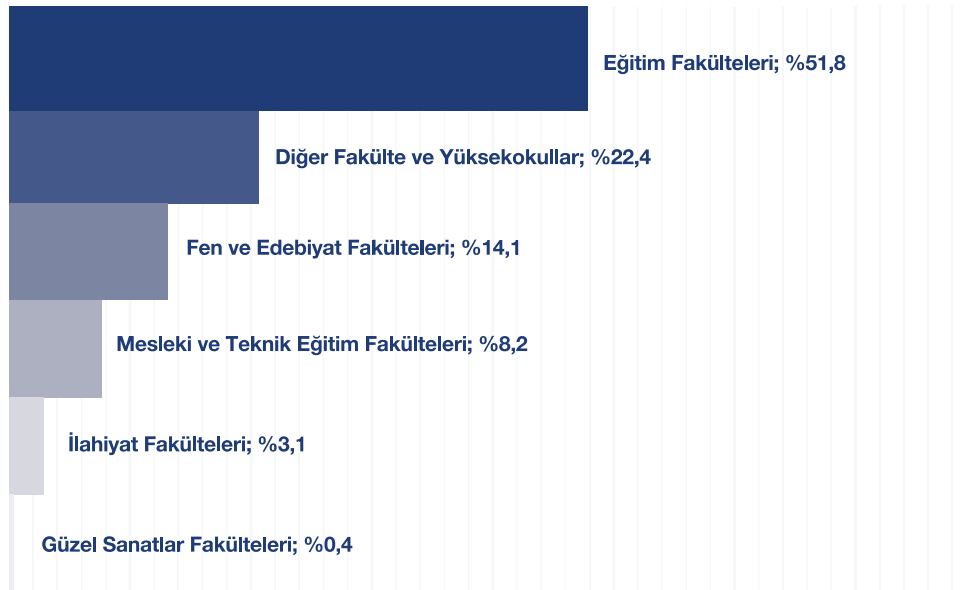 Eğitim Fakülteleri; %51,8
Diğer Fakülte ve Yüksekokullar; %22,4
Fen ve Edebiyat Fakülteleri; %14,1
Mesleki ve Teknik Eğitim Fakülteleri; %8,2
İlahiyat Fakülteleri; %3,1
Güzel Sanatlar Fakülteleri; %0,4